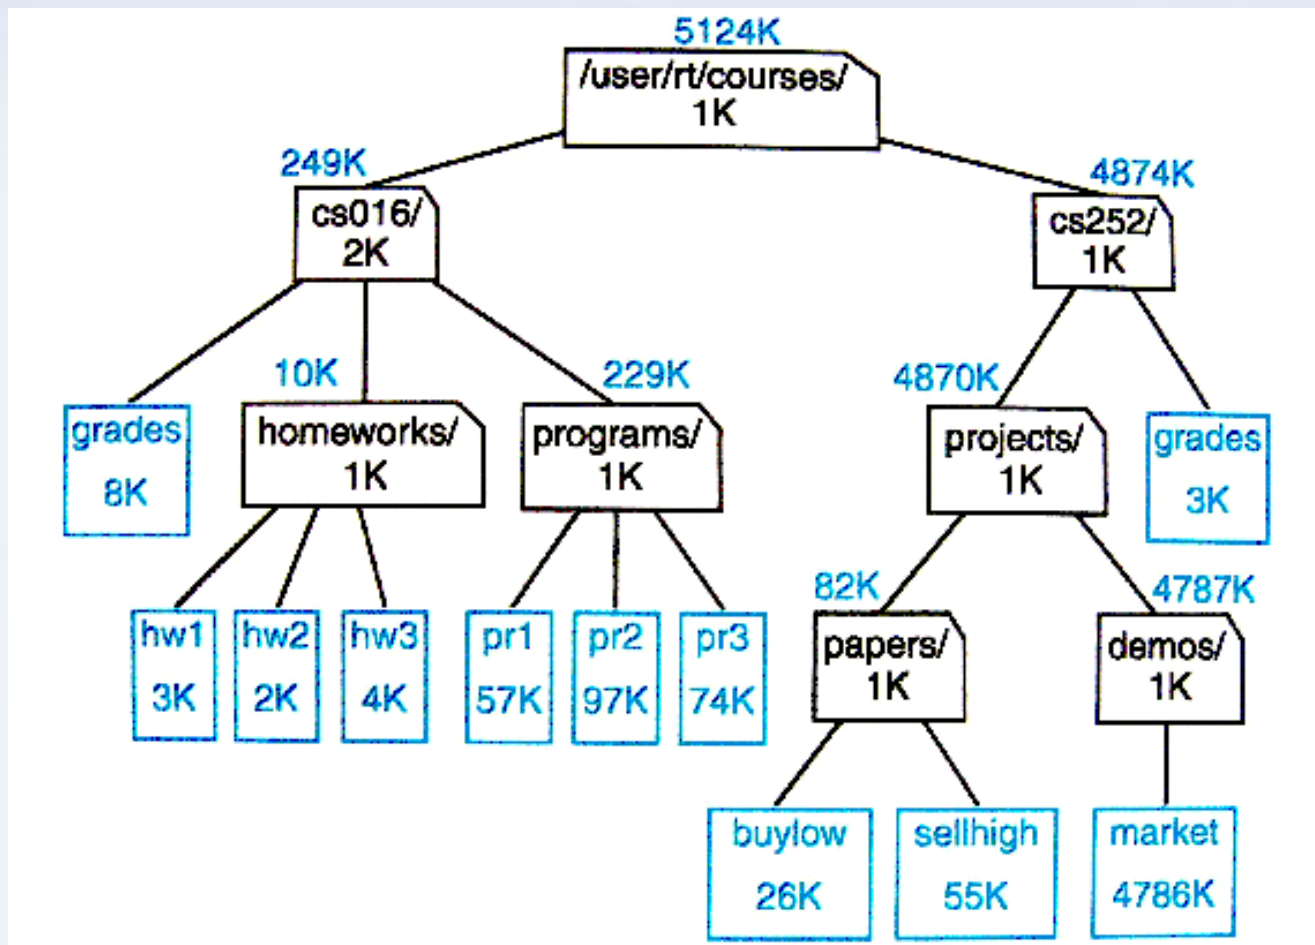 5124K
/user/rt/courses/
1K
249K
4874K
cs016/
2K
cs252/
1K
10K
229K
4870K
grades
8K
homeworks/
1K
programs/
1K
projects/
1K
grades
3K
82K
4787K
hw1
3K
hw2
2K
hw3
4K
pr1
57K
pr2
97K
pr3
74K
papers/
1K
demos/
1K
buylow
26K
sellhigh
55K
market
4786K